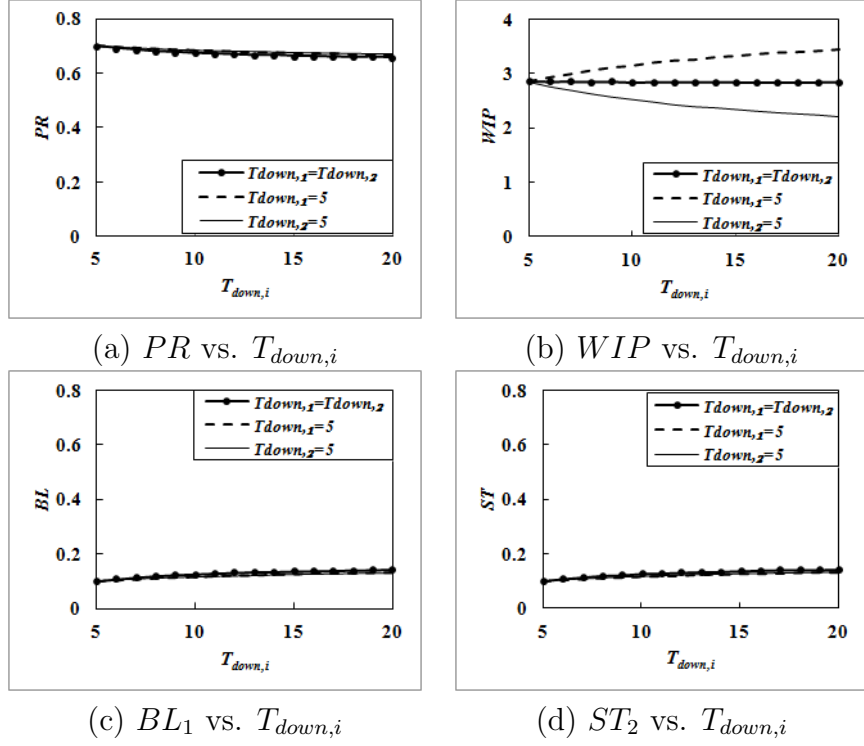 0.8
0.6
0.4
0.2
0
PR
Tdown,1=Tdown,2
Tdown,1=5
Tdown,2=5
5 10 15 20
Tdown,i
(a) PR vs. Tdown,i
4
3
2
1
0
WIP
Tdown,1=Tdown,2
Tdown,1=5
Tdown,2=5
5 10 15 20
Tdown,i
(b) WIP vs. Tdown,i
0.8
0.6
0.4
0.2
0
BL
Tdown,1=Tdown,2
Tdown,1=5
Tdown,2=5
5 10 15 20
Tdown,i
(c) BL1 vs. Tdown,i
0.8
0.6
0.4
0.2
0
ST
Tdown,1=Tdown,2
Tdown,1=5
Tdown,2=5
5 10 15 20
Tdown,i
(d) ST2 vs. Tdown,i